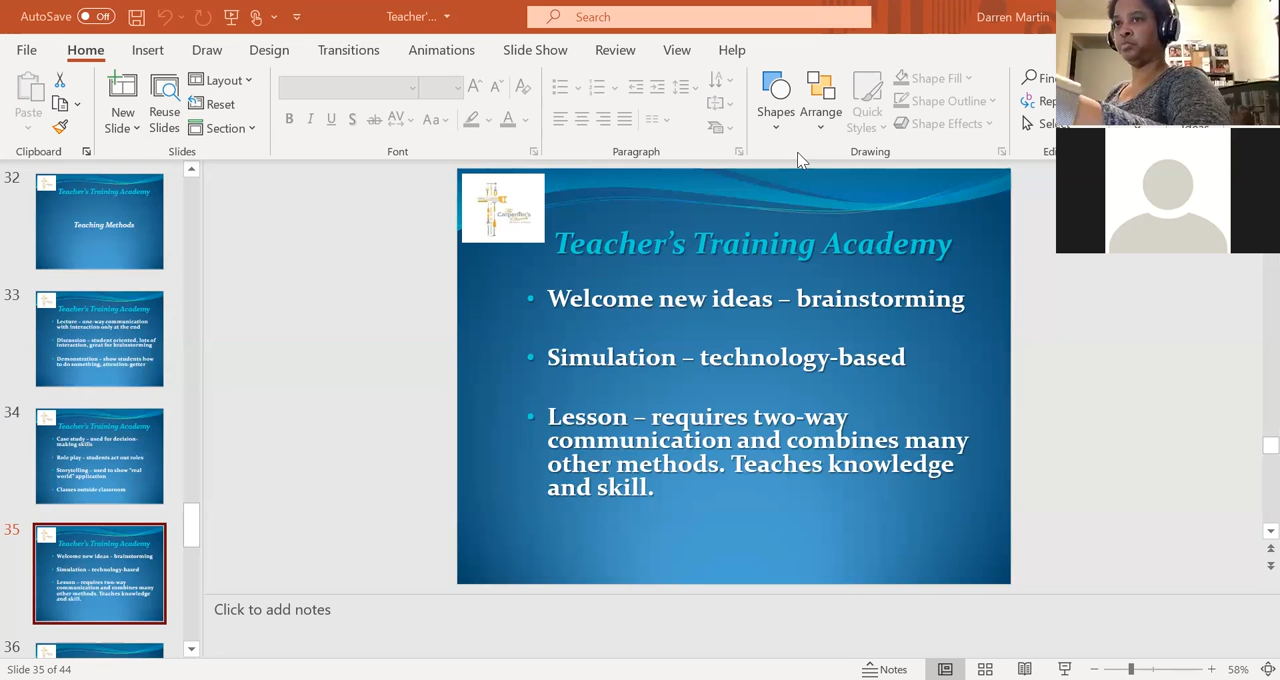 AutoSave Off Teacher'... Search Darren Martin
File Home Insert Draw Design Transitions Animations Slide Show Review View Help
Paste
Clipboard
New Slide
Reuse Slides
Layout
Reset
Section
Slides
B I U S ab AV Aa A
Font
Paragraph
Shapes
Arrange
Quick Styles
Shape Fill
Shape Outline
Shape Effects
Drawing
32
Teacher's Training Academy
Teaching Methods
33
Teacher's Training Academy
Lecture – one-way communication
with interaction only at the end
Discussion – student oriented, lots of
interaction, great for brainstorming
Demonstration – show students how
to do something, attention-getter
34
Teacher's Training Academy
Case study – used for decision-
making skills
Role play – students act out roles
Storytelling – used to show "real
world" application
Classes outside classroom
35
Teacher's Training Academy
Welcome new ideas – brainstorming
Simulation – technology-based
Lesson – requires two-way
communication and combines many
other methods. Teaches knowledge
and skill.
36
Carpenter's
Teacher's Training Academy
• Welcome new ideas – brainstorming
• Simulation – technology-based
• Lesson – requires two-way
communication and combines many
other methods. Teaches knowledge
and skill.
Click to add notes
Slide 35 of 44 Notes 58%